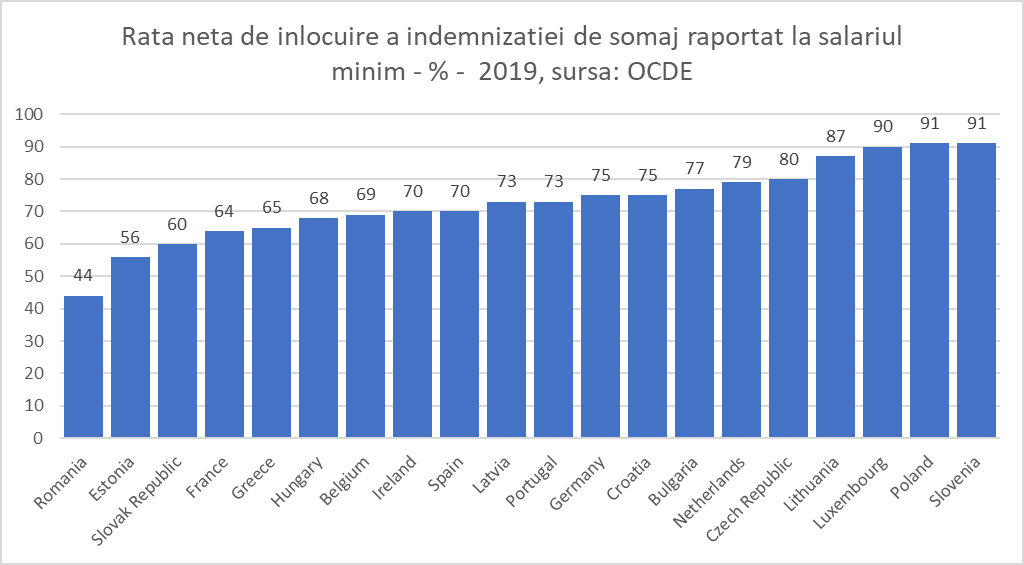 Rata neta de inlocuire a indemnizatiei de somaj raportat la salariul
minim - % -  2019, sursa: OCDE
100
90
80
70
60
50
40
30
20
10
0
44
56
60
64
65
68
69
70
70
73
73
75
75
77
79
80
87
90
91
91
Romania
Estonia
Slovak Republic
France
Greece
Hungary
Belgium
Ireland
Spain
Latvia
Portugal
Germany
Croatia
Bulgaria
Netherlands
Czech Republic
Lithuania
Luxembourg
Poland
Slovenia